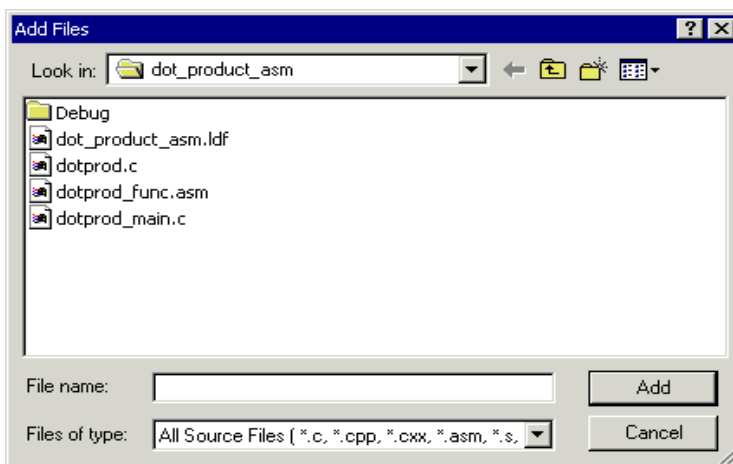 Add Files
Look in: dot_product_asm
Debug
dot_product_asm.ldf
dotprod.c
dotprod_func.asm
dotprod_main.c
File name: Add
Files of type: All Source Files ( *.c, *.cpp, *.cxx, *.asm, *.s, Cancel